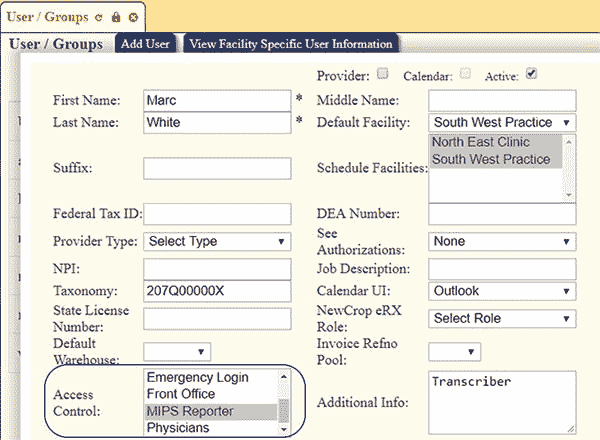 User / Groups
User / Groups Add User View Facility Specific User Information
Provider: Calendar: Active:
First Name: Marc * Middle Name:
Last Name: White * Default Facility: South West Practice
Suffix: Schedule Facilities: North East Clinic
South West Practice
Federal Tax ID: DEA Number:
Provider Type: Select Type See Authorizations: None
NPI: Job Description:
Taxonomy: 207Q00000X Calendar UI: Outlook
State License Number: NewCrop eRX Role: Select Role
Default Warehouse: Invoice Refno Pool:
Access Control: Emergency Login
Front Office
MIPS Reporter
Physicians
Additional Info: Transcriber